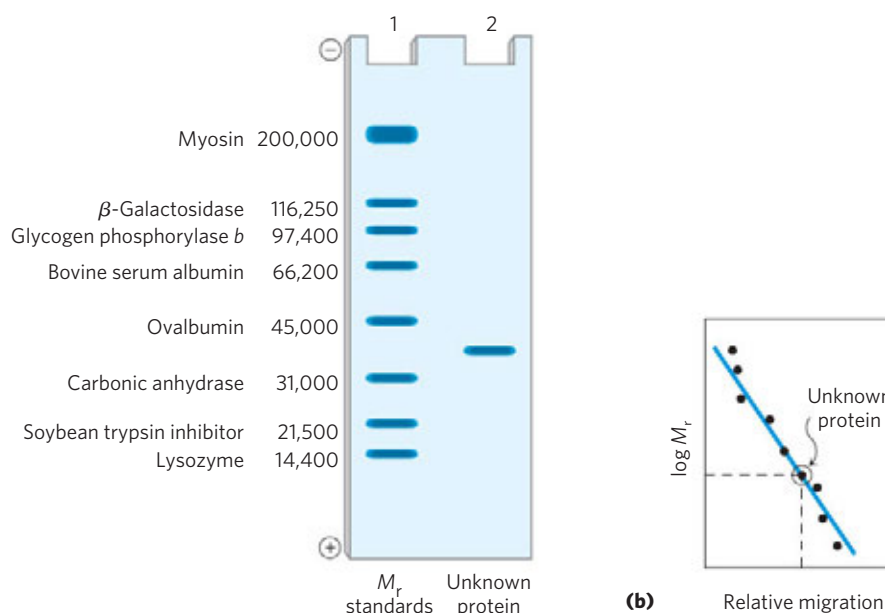 1 2
−
Myosin 200,000
β-Galactosidase 116,250
Glycogen phosphorylase b 97,400
Bovine serum albumin 66,200
Ovalbumin 45,000
Carbonic anhydrase 31,000
Soybean trypsin inhibitor 21,500
Lysozyme 14,400
+
Mr
standards
Unknown
protein
Unknown
protein
log Mr
(b) Relative migration